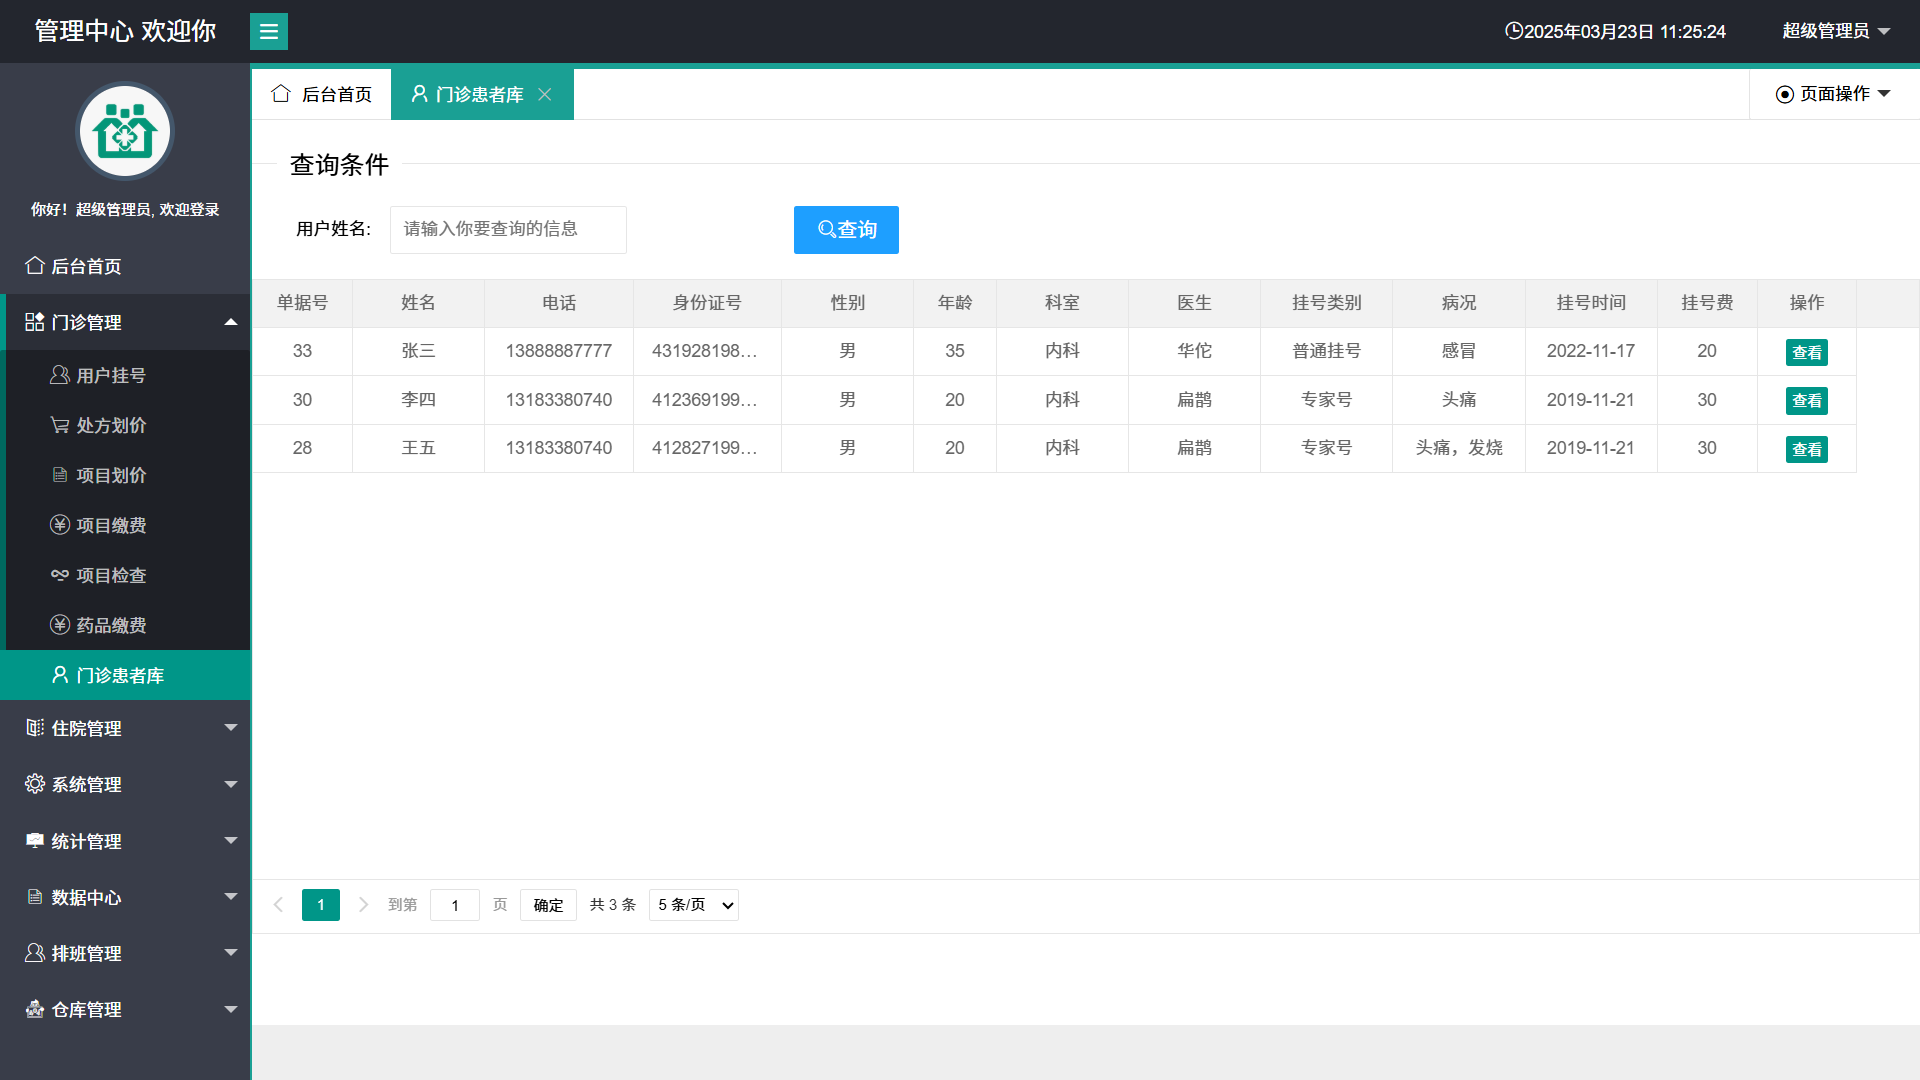 管理中心 欢迎你
2025年03月23日 11:25:24
超级管理员
你好！超级管理员, 欢迎登录
后台首页
门诊管理
用户挂号
处方划价
项目划价
项目缴费
项目检查
药品缴费
门诊患者库
住院管理
系统管理
统计管理
数据中心
排班管理
仓库管理
后台首页 门诊患者库 页面操作
查询条件
用户姓名: 请输入你要查询的信息 查询
单据号 姓名 电话 身份证号 性别 年龄 科室 医生 挂号类别 病况 挂号时间 挂号费 操作
33 张三 13888887777 431928198... 男 35 内科 华佗 普通挂号 感冒 2022-11-17 20 查看
30 李四 13183380740 412369199... 男 20 内科 扁鹊 专家号 头痛 2019-11-21 30 查看
28 王五 13183380740 412827199... 男 20 内科 扁鹊 专家号 头痛，发烧 2019-11-21 30 查看
1 到第 1 页 确定 共 3 条 5 条/页